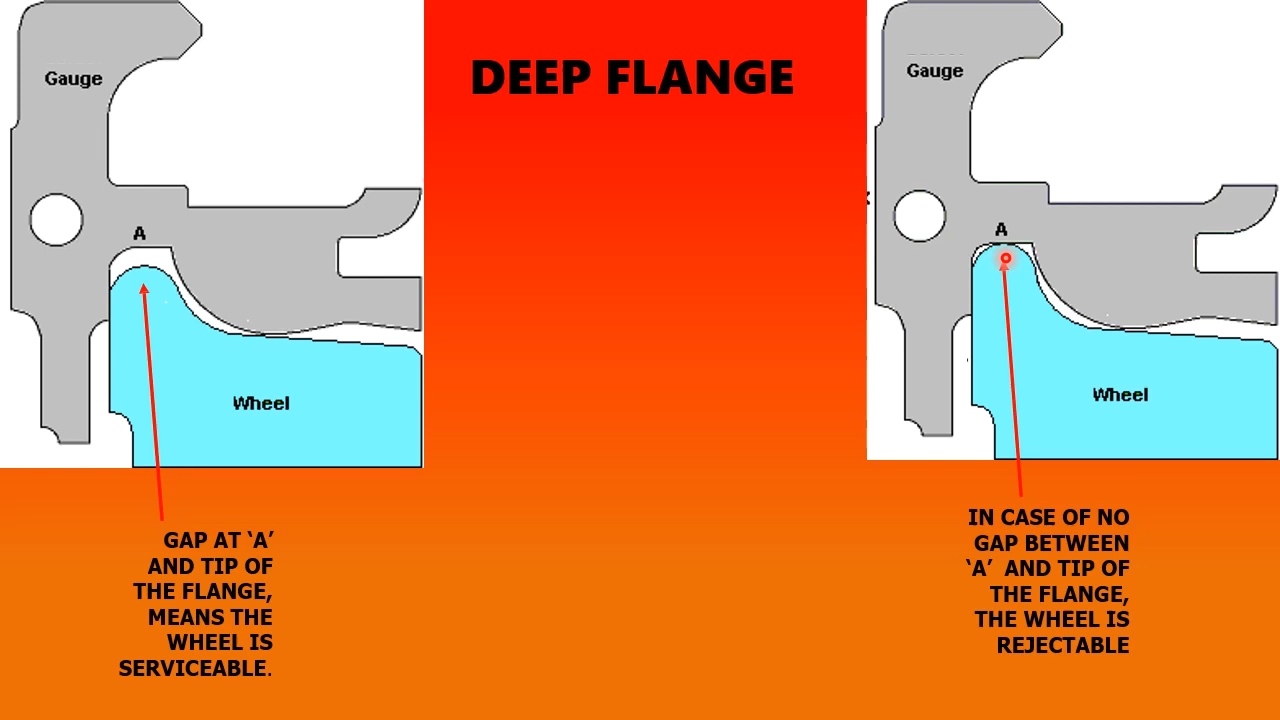 DEEP FLANGE
Gauge
A
Wheel
GAP AT ‘A’
AND TIP OF
THE FLANGE,
MEANS THE
WHEEL IS
SERVICEABLE.
Gauge
A
Wheel
IN CASE OF NO
GAP BETWEEN
‘A’ AND TIP OF
THE FLANGE,
THE WHEEL IS
REJECTABLE